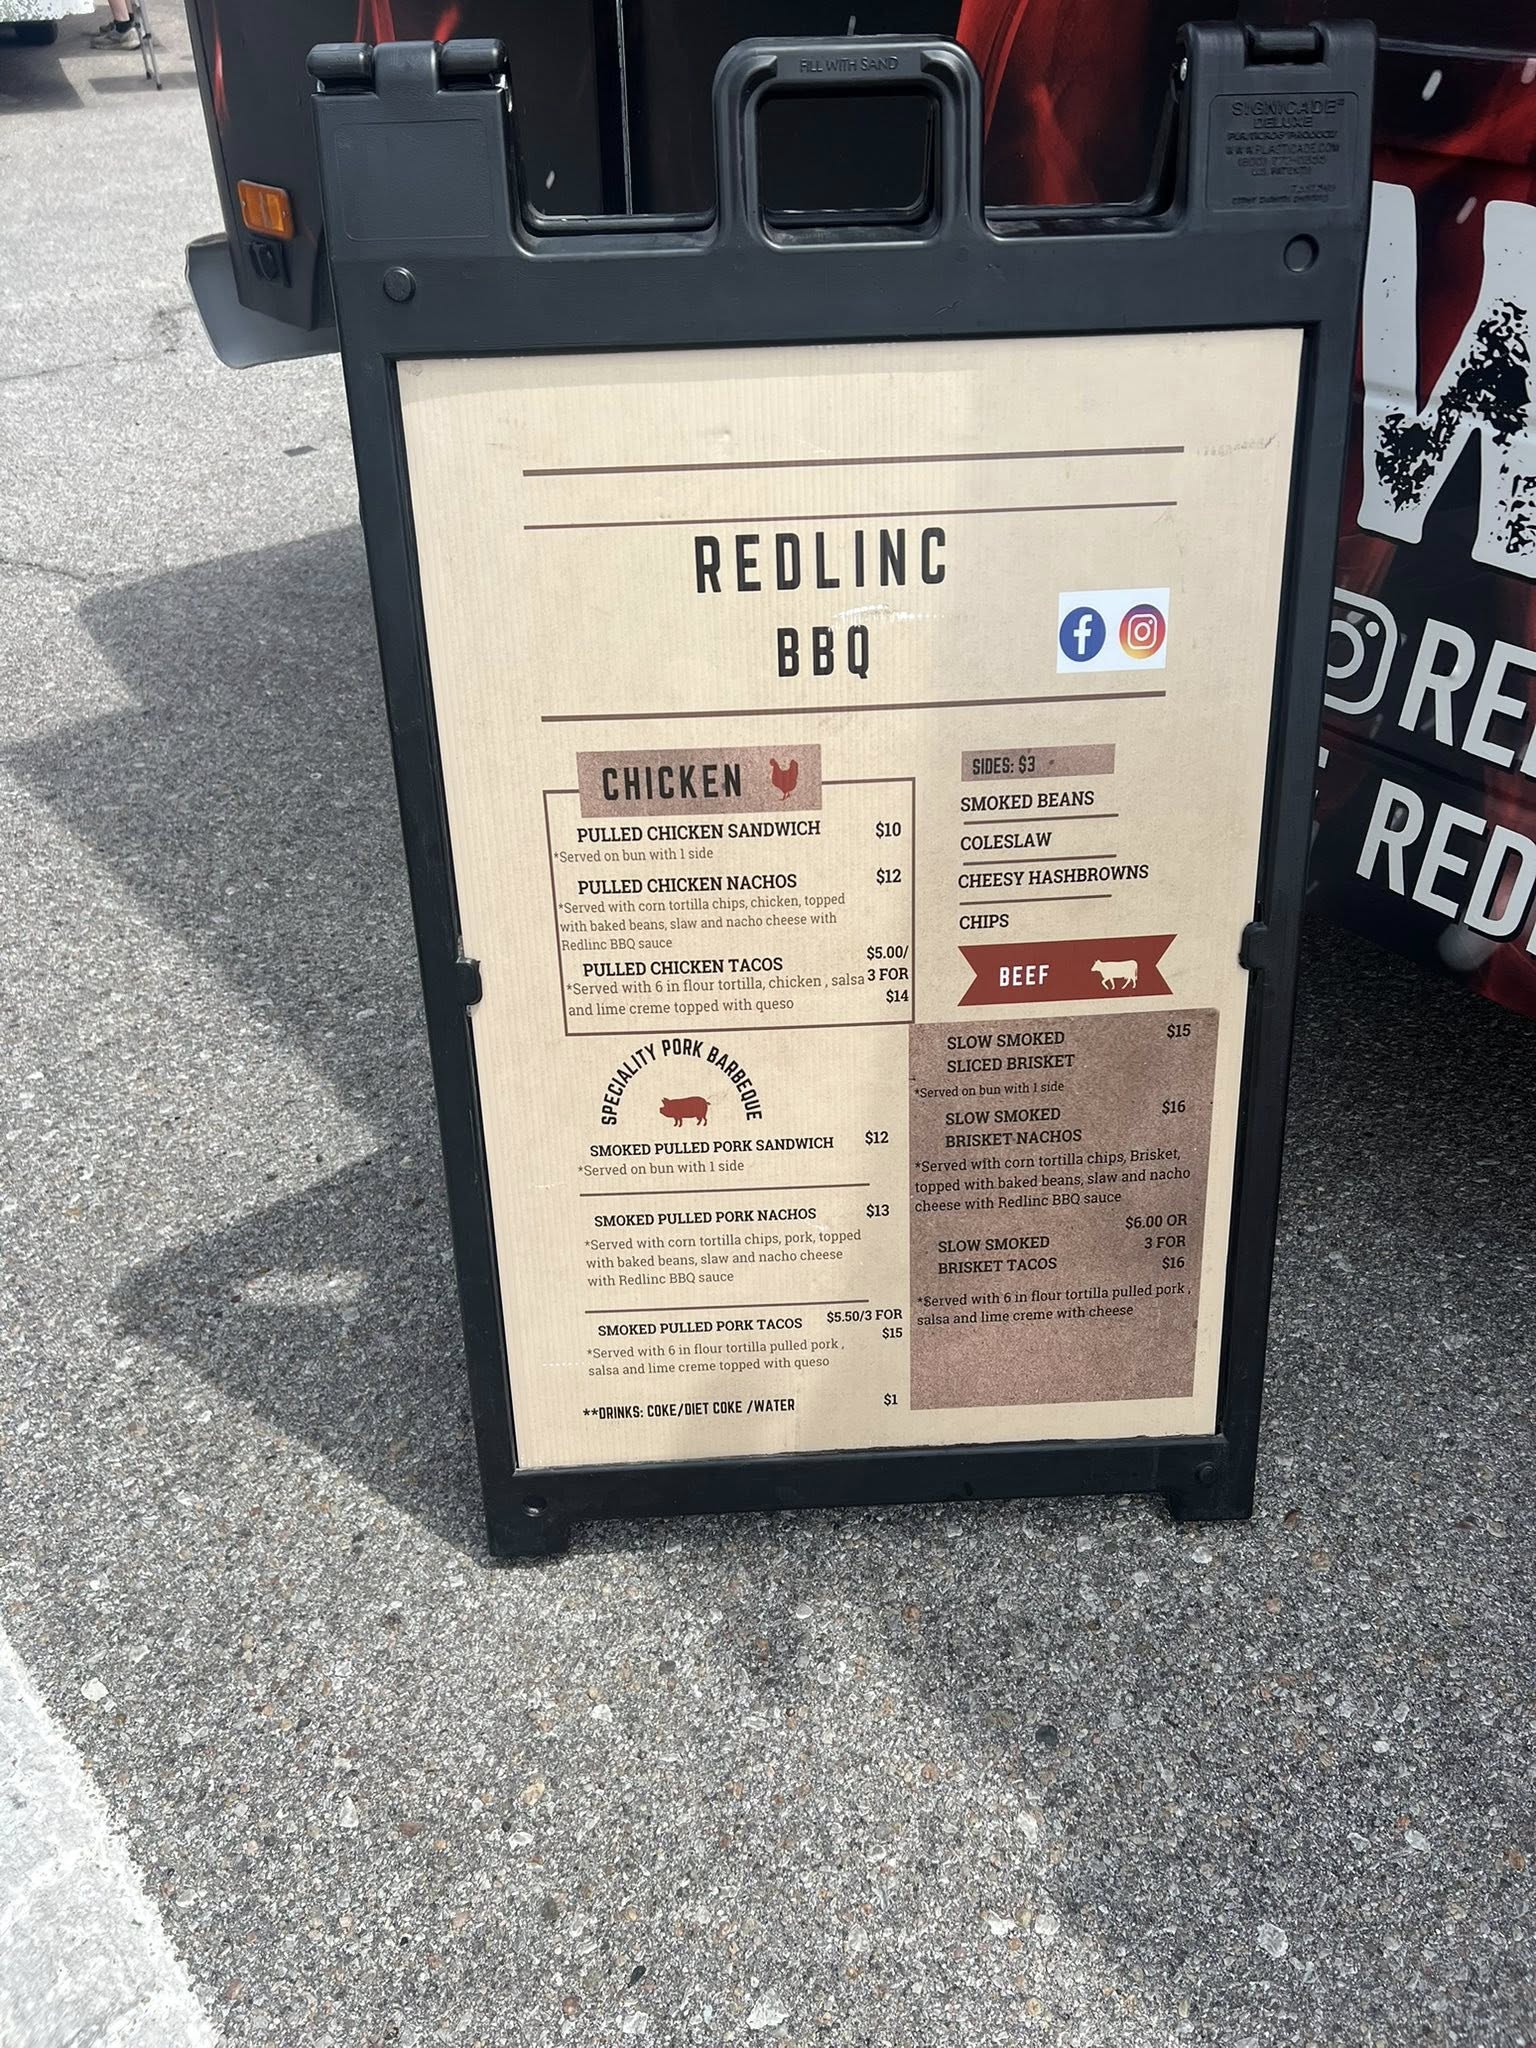 FILL WITH SAND
SIGNICADE®
DELUXE
PLASTICADE PRODUCTS
WWW.PLASTICADE.COM
U.S. PATENTS
REDLINC
BBQ
CHICKEN
PULLED CHICKEN SANDWICH $10
*Served on bun with 1 side
PULLED CHICKEN NACHOS $12
*Served with corn tortilla chips, chicken, topped
with baked beans, slaw and nacho cheese with
Redlinc BBQ sauce
PULLED CHICKEN TACOS $5.00/
*Served with 6 in flour tortilla, chicken , salsa 3 FOR
and lime creme topped with queso $14
SPECIALITY PORK BARBEQUE
SMOKED PULLED PORK SANDWICH $12
*Served on bun with 1 side
SMOKED PULLED PORK NACHOS $13
*Served with corn tortilla chips, pork, topped
with baked beans, slaw and nacho cheese
with Redlinc BBQ sauce
SMOKED PULLED PORK TACOS $5.50/3 FOR
$15
*Served with 6 in flour tortilla pulled pork ,
salsa and lime creme topped with queso
**DRINKS: COKE/DIET COKE /WATER $1
SIDES: $3
SMOKED BEANS
COLESLAW
CHEESY HASHBROWNS
CHIPS
BEEF
SLOW SMOKED $15
SLICED BRISKET
*Served on bun with 1 side
SLOW SMOKED $16
BRISKET NACHOS
*Served with corn tortilla chips, Brisket,
topped with baked beans, slaw and nacho
cheese with Redlinc BBQ sauce
$6.00 OR
SLOW SMOKED 3 FOR
BRISKET TACOS $16
*Served with 6 in flour tortilla pulled pork ,
salsa and lime creme with cheese
W
RE
RED